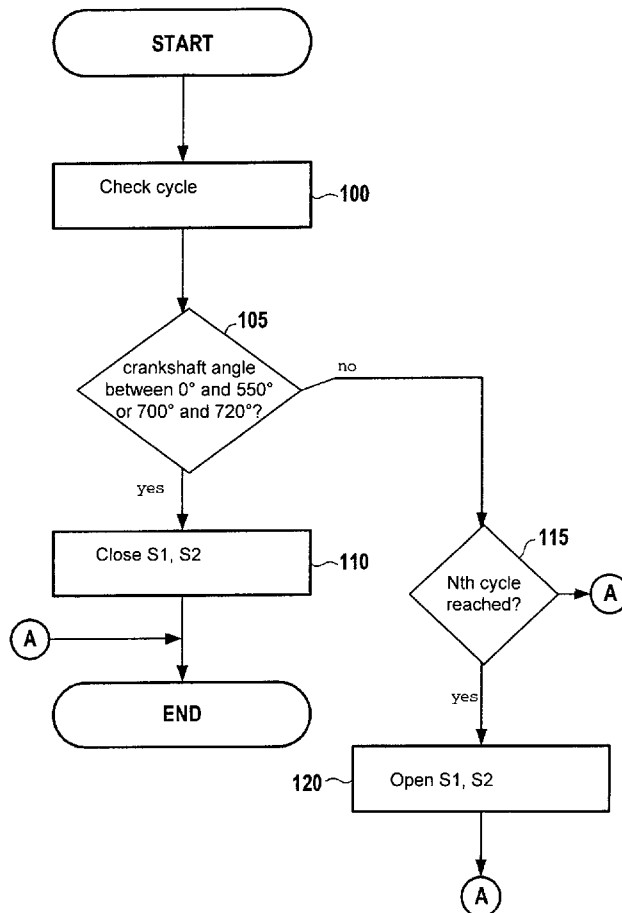 START
Check cycle
100
105
crankshaft angle
between 0° and 550°
or 700° and 720°?
no
yes
Close S1, S2
110
115
Nth cycle
reached?
A
A
yes
END
120
Open S1, S2
A